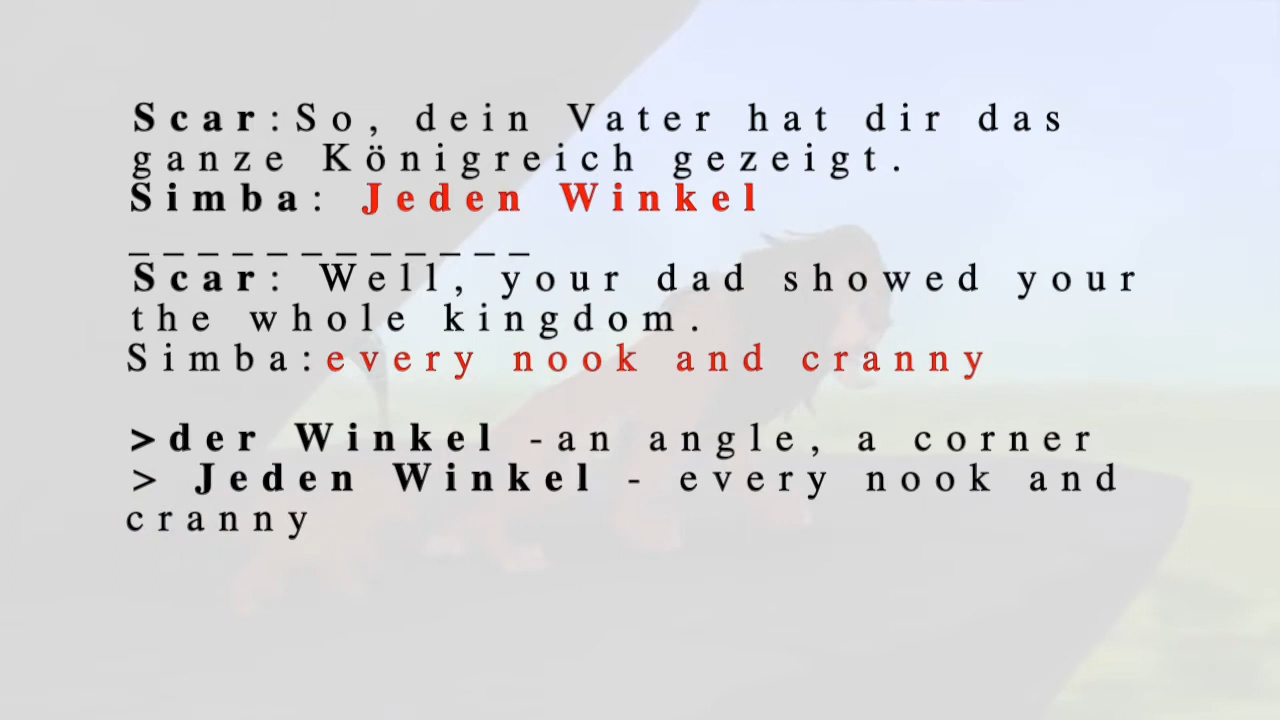 Scar:So, dein Vater hat dir das
ganze Königreich gezeigt.
Simba: Jeden Winkel
____________
Scar: Well, your dad showed your
the whole kingdom.
Simba:every nook and cranny
>der Winkel -an angle, a corner
> Jeden Winkel - every nook and
cranny